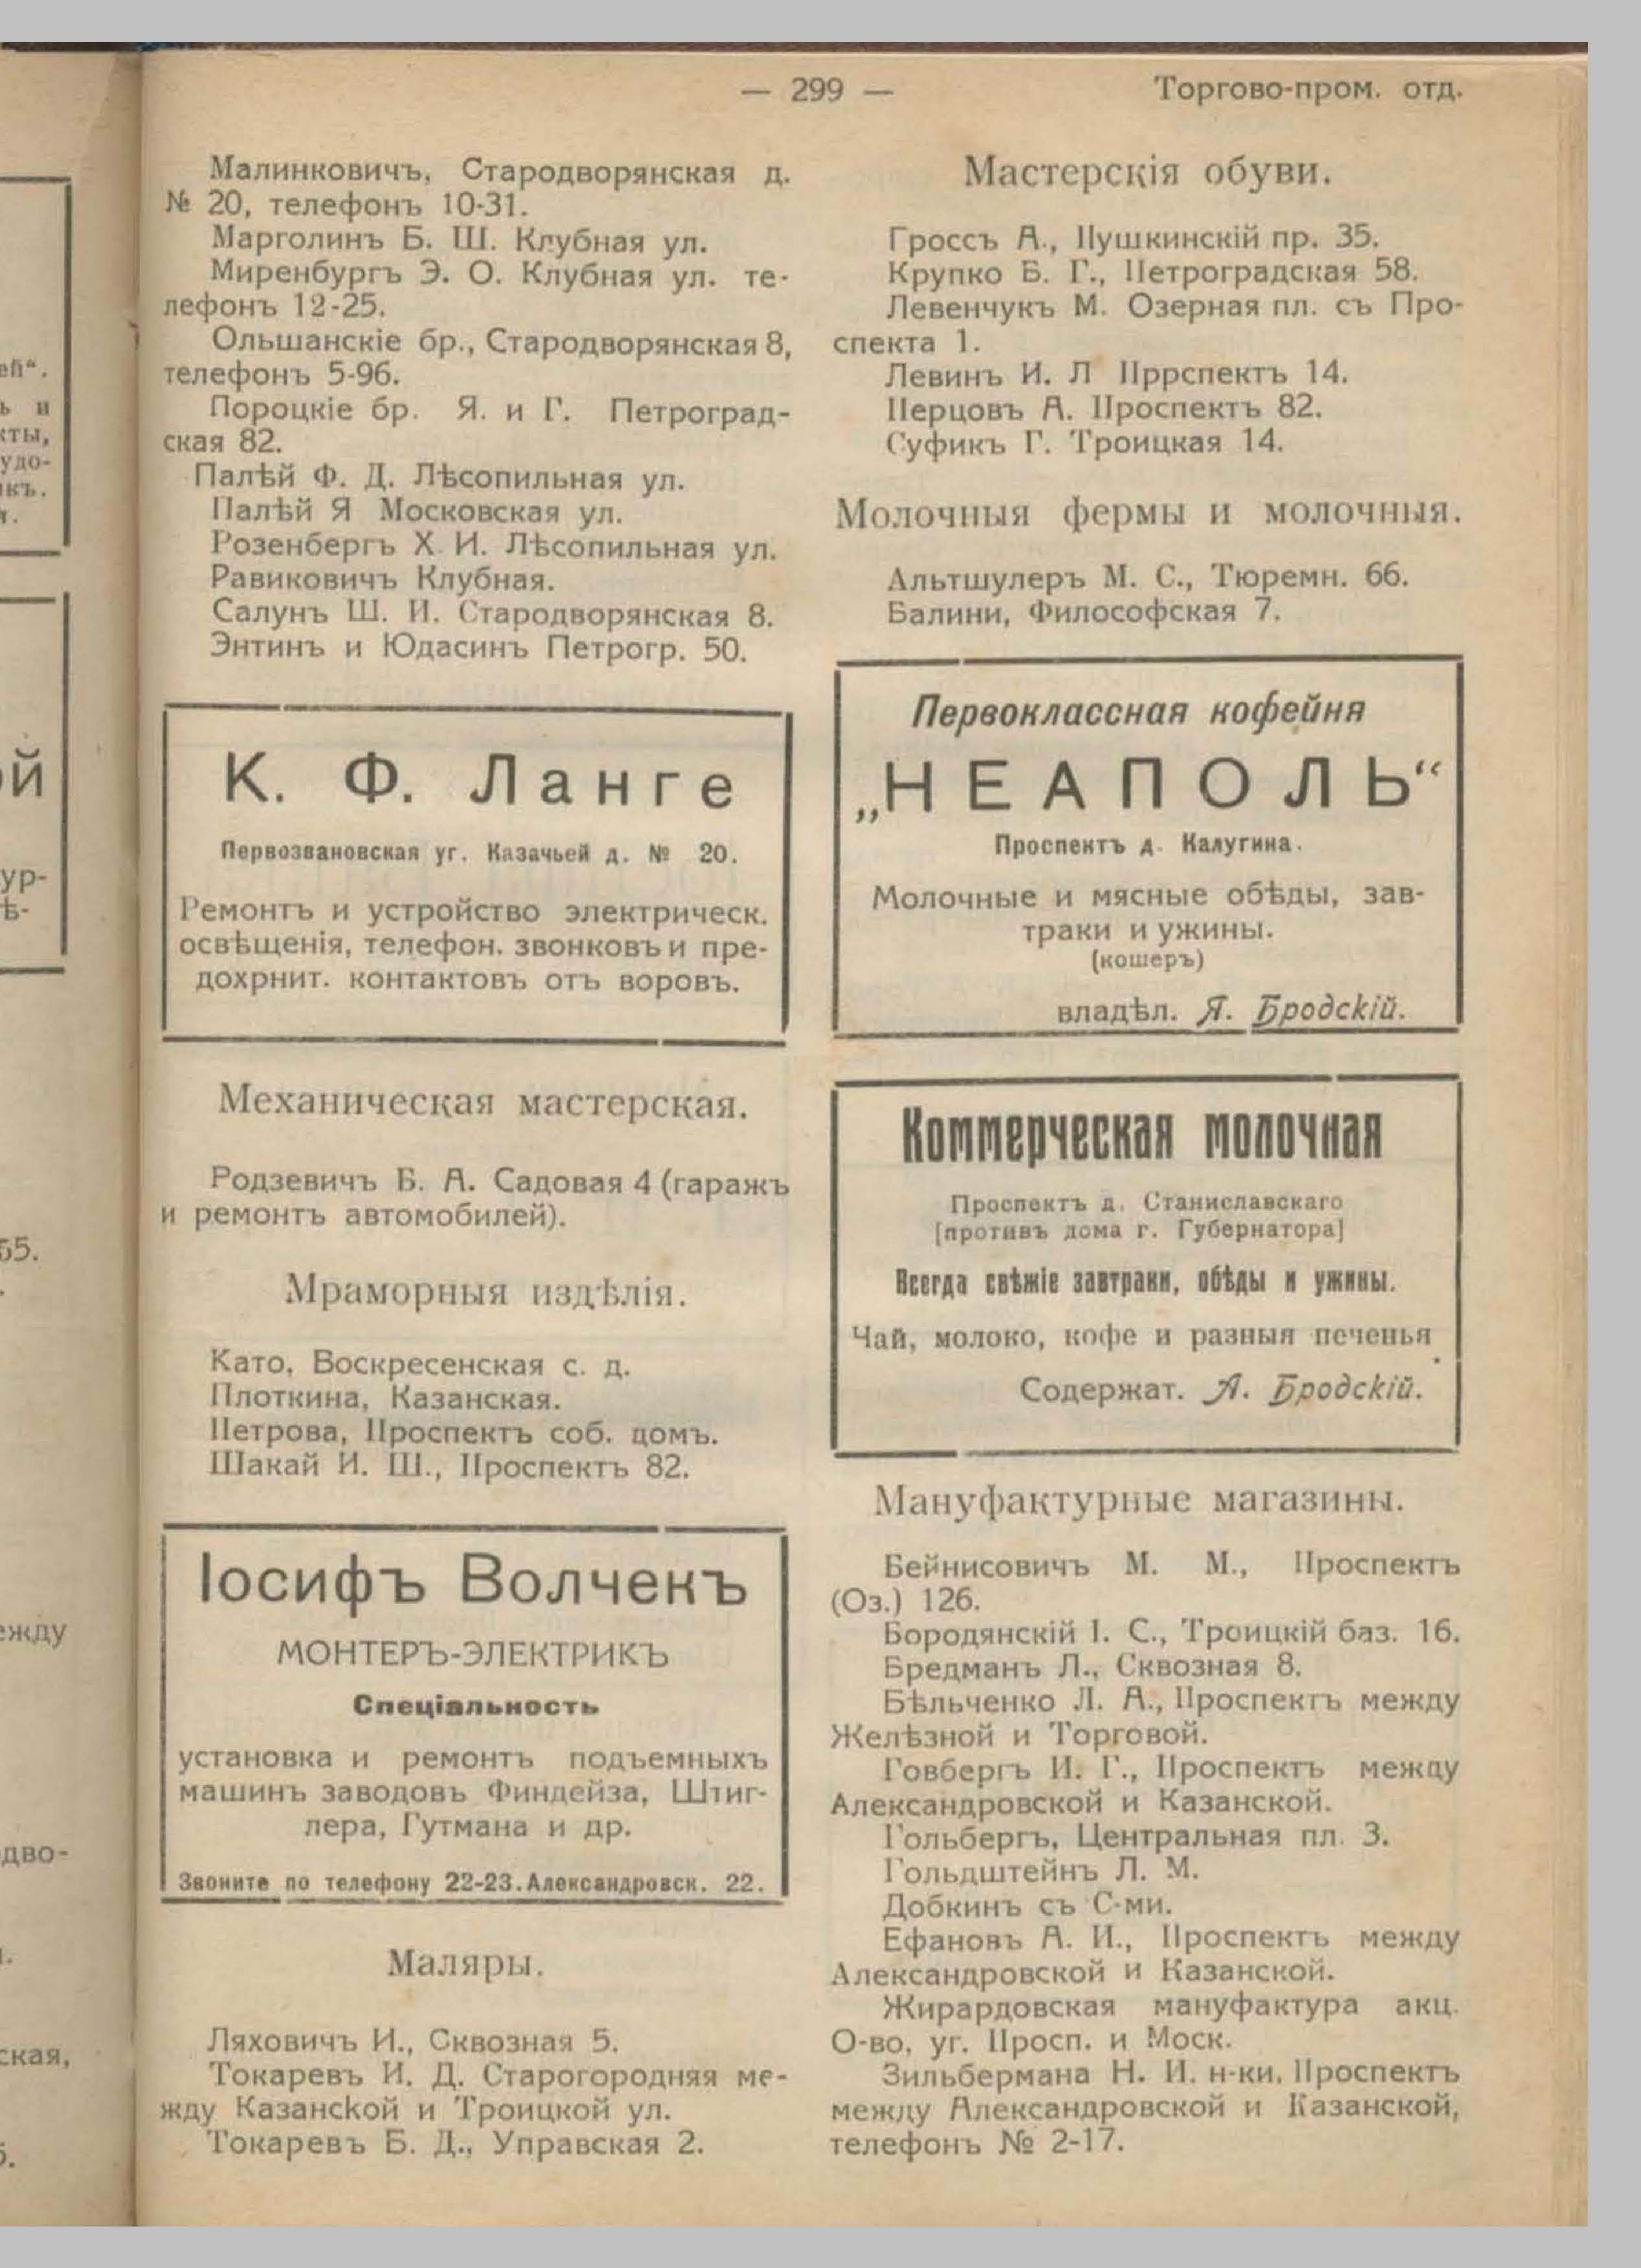 — 299 —
Торгово-пром. отд.
Малинковичъ, Стародворянская д.
№ 20, телефонъ 10-31.
Марголинъ Б. Ш. Клубная ул.
Миренбургъ Э. О. Клубная ул. те-
лефонъ 12-25.
Ольшанскіе бр., Стародворянская 8,
телефонъ 5-96.
Пороцкіе бр. Я. и Г. Петроград-
ская 82.
Палѣй Ф. Д. Лѣсопильная ул.
Палѣй Я Московская ул.
Розенбергъ Х. И. Лѣсопильная ул.
Равиковичъ Клубная.
Салунъ Ш. И. Стародворянская 8.
Энтинъ и Юдасинъ Петрогр. 50.
К. Ф. Ланге
Первозвановская уг. Казачьей д. № 20.
Ремонтъ и устройство электрическ.
освѣщенія, телефон. звонковъ и пре-
дохрнит. контактовъ отъ воровъ.
Механическая мастерская.
Родзевичъ Б. А. Садовая 4 (гаражъ
и ремонтъ автомобилей).
Мраморныя издѣлія.
Като, Воскресенская с. д.
Плоткина, Казанская.
Петрова, Проспектъ соб. домъ.
Шакай И. Ш., Проспектъ 82.
Іосифъ Волчекъ
МОНТЕРЪ-ЭЛЕКТРИКЪ
Спеціальность
установка и ремонтъ подъемныхъ
машинъ заводовъ Финдейза, Штиг-
лера, Гутмана и др.
Звоните по телефону 22-23. Александровск. 22.
Маляры.
Ляховичъ И., Сквозная 5.
Токаревъ И. Д. Старогородняя ме-
жду Казанской и Троицкой ул.
Токаревъ Б. Д., Управская 2.
Мастерскія обуви.
Гроссъ А., Пушкинскій пр. 35.
Крупко Б. Г., Петроградская 58.
Левенчукъ М. Озерная пл. съ Про-
спекта 1.
Левинъ И. Л Пррспектъ 14.
Перцовъ А. Проспектъ 82.
Суфикъ Г. Троицкая 14.
Молочныя фермы и молочныя.
Альтшулеръ М. С., Тюремн. 66.
Балини, Философская 7.
Первоклассная кофейня
„НЕАПОЛЬ“
Проспектъ д. Калугина.
Молочные и мясные обѣды, зав-
траки и ужины.
(кошеръ)
владѣл. Я. Бродскій.
Коммерческая молочная
Проспектъ д. Станиславскаго
[противъ дома г. Губернатора]
Всегда свѣжіе завтраки, обѣды и ужины.
Чай, молоко, кофе и разныя печенья
Содержат. А. Бродскій.
Мануфактурные магазины.
Бейнисовичъ М. М., Проспектъ
(Оз.) 126.
Бородянскій І. С., Троицкій баз. 16.
Бредманъ Л., Сквозная 8.
Бѣльченко Л. А., Проспектъ между
Желѣзной и Торговой.
Говбергъ И. Г., Проспектъ между
Александровской и Казанской.
Гольбергъ, Центральная пл. 3.
Гольдштейнъ Л. М.
Добкинъ съ С-ми.
Ефановъ А. И., Проспектъ между
Александровской и Казанской.
Жирардовская мануфактура акц.
О-во, уг. Просп. и Моск.
Зильбермана Н. И. н-ки, Проспектъ
между Александровской и Казанской,
телефонъ № 2-17.